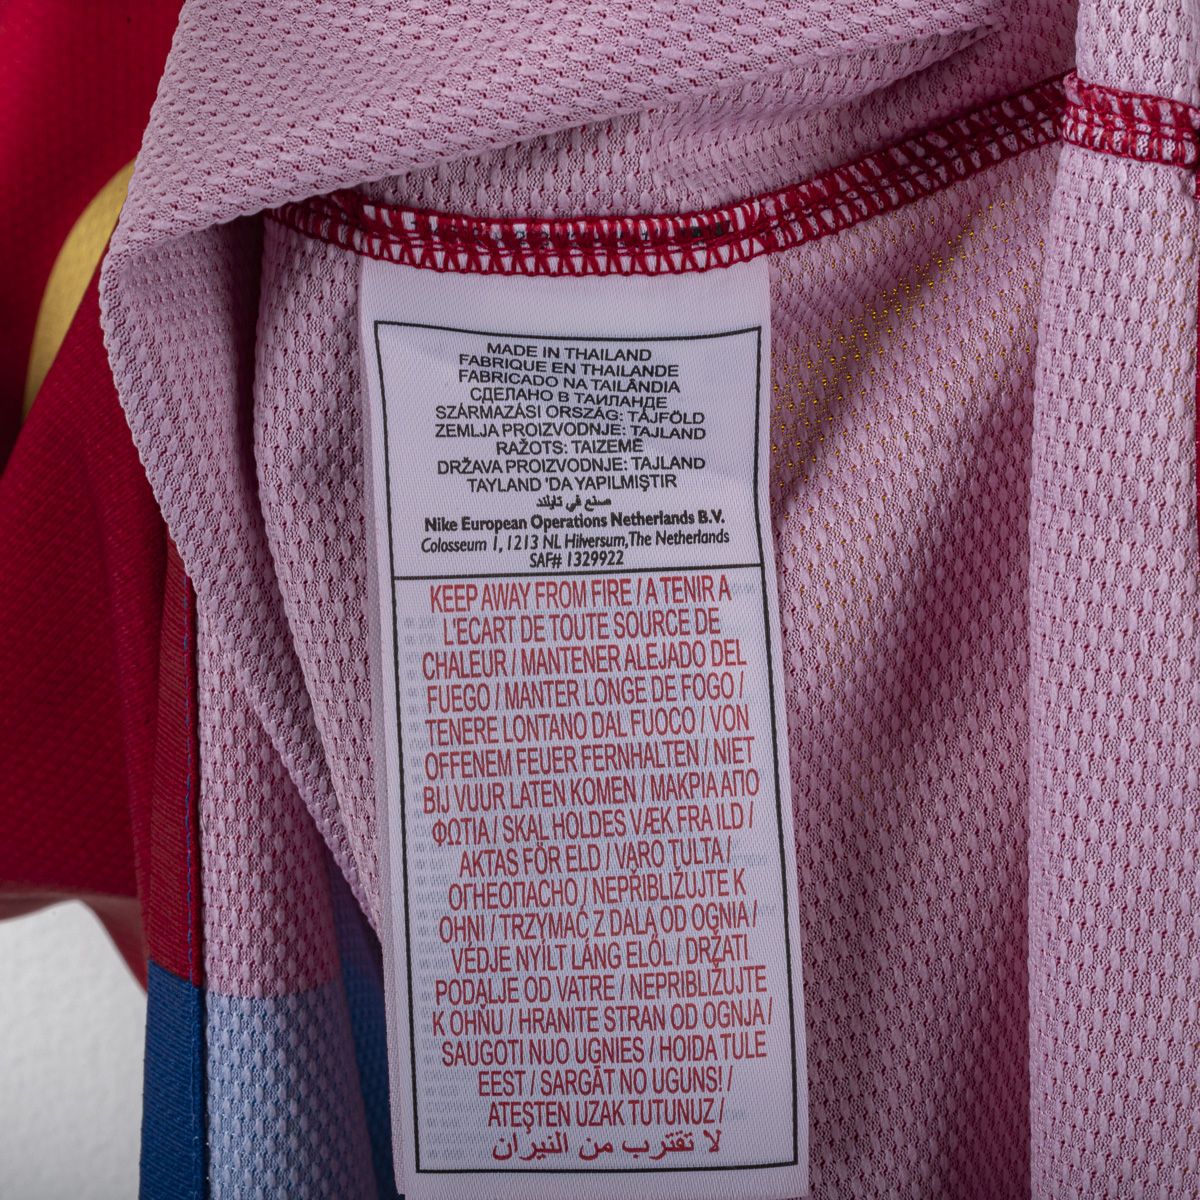 MADE IN THAILAND
FABRIQUE EN THAILANDE
FABRICADO NA TAILÂNDIA
СДЕЛАНО В ТАИЛАНДЕ
SZÁRMAZÁSI ORSZÁG: TÁJFÖLD
ZEMLJA PROIZVODNJE: TAJLAND
RAŽOTS: TAIZEMĒ
DRŽAVA PROIZVODNJE: TAJLAND
TAYLAND 'DA YAPILMIŞTIR
صنع في تايلند
Nike European Operations Netherlands B.V.
Colosseum 1, 1213 NL Hilversum, The Netherlands
SAF# 1329922
KEEP AWAY FROM FIRE / A TENIR A
L'ECART DE TOUTE SOURCE DE
CHALEUR / MANTENER ALEJADO DEL
FUEGO / MANTER LONGE DE FOGO /
TENERE LONTANO DAL FUOCO / VON
OFFENEM FEUER FERNHALTEN / NIET
BIJ VUUR LATEN KOMEN / ΜΑΚΡΙΑ ΑΠΟ
ΦΩΤΙΑ / SKAL HOLDES VÆK FRA ILD /
AKTAS FÖR ELD / VARO TULTA /
ОГНЕОПАСНО / NEPŘIBLIŽUJTE K
OHNI / TRZYMAĆ Z DALA OD OGNIA /
VÉDJE NYÍLT LÁNG ELŐL / DRŽATI
PODALJE OD VATRE / NEPRIBLIŽUJTE
K OHŇU / HRANITE STRAN OD OGNJA /
SAUGOTI NUO UGNIES / HOIDA TULE
EEST / SARGĀT NO UGUNS! /
ATEŞTEN UZAK TUTUNUZ /
لا تقترب من النيران